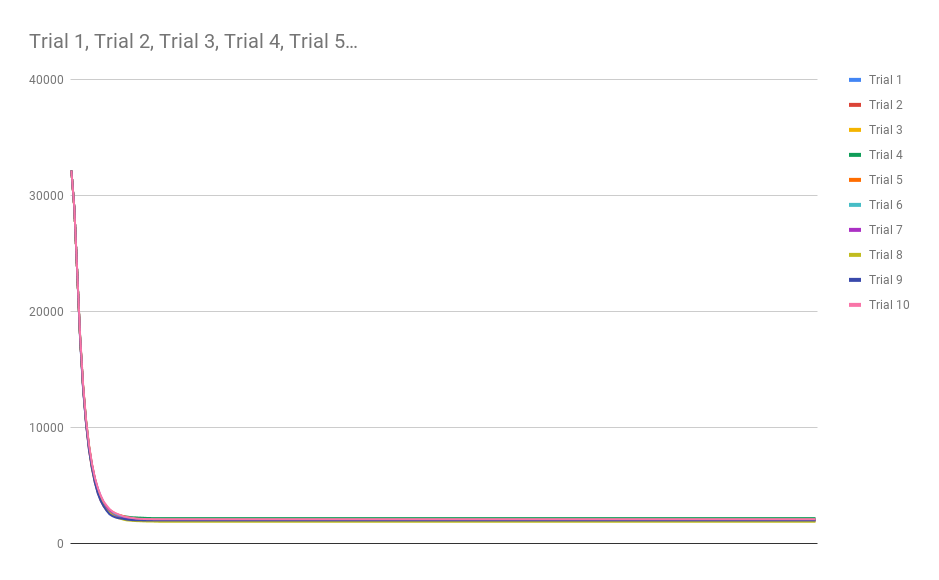 Trial 1, Trial 2, Trial 3, Trial 4, Trial 5...
40000
30000
20000
10000
0
Trial 1
Trial 2
Trial 3
Trial 4
Trial 5
Trial 6
Trial 7
Trial 8
Trial 9
Trial 10